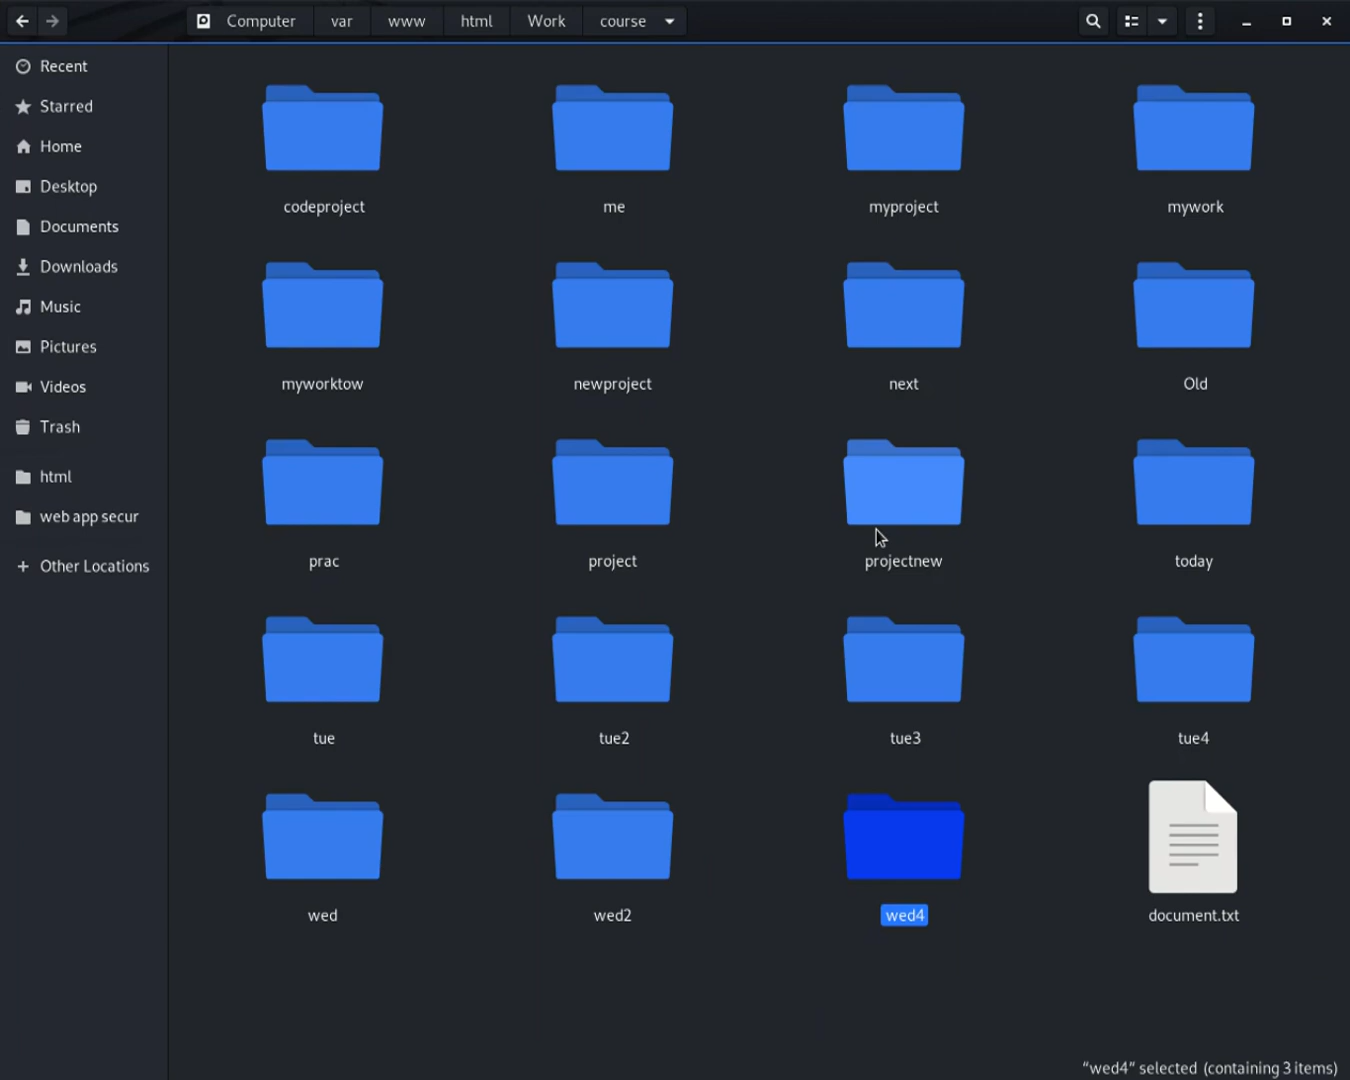 Computer var www html Work course
Recent
Starred
Home
Desktop
Documents
Downloads
Music
Pictures
Videos
Trash
html
web app secur
Other Locations
codeproject me myproject mywork
myworktow newproject next Old
prac project projectnew today
tue tue2 tue3 tue4
wed wed2 wed4 document.txt
“wed4” selected (containing 3 items)